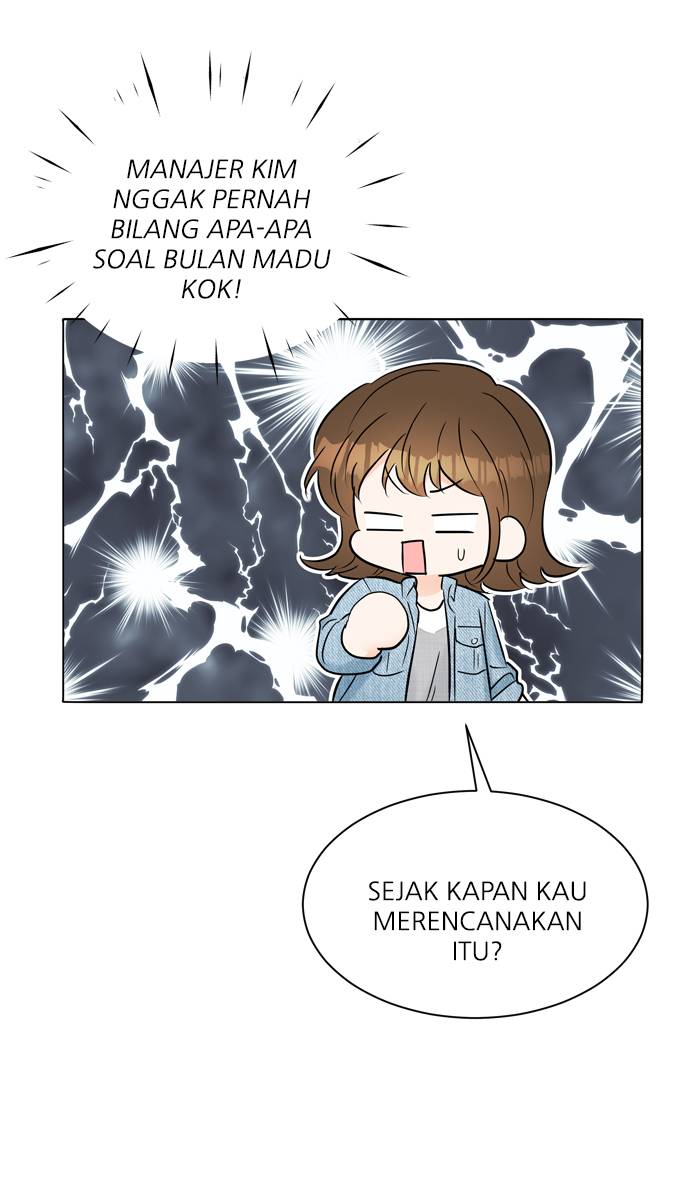 MANAJER KIM
NGGAK PERNAH
BILANG APA-APA
SOAL BULAN MADU
KOK!
SEJAK KAPAN KAU
MERENCANAKAN
ITU?